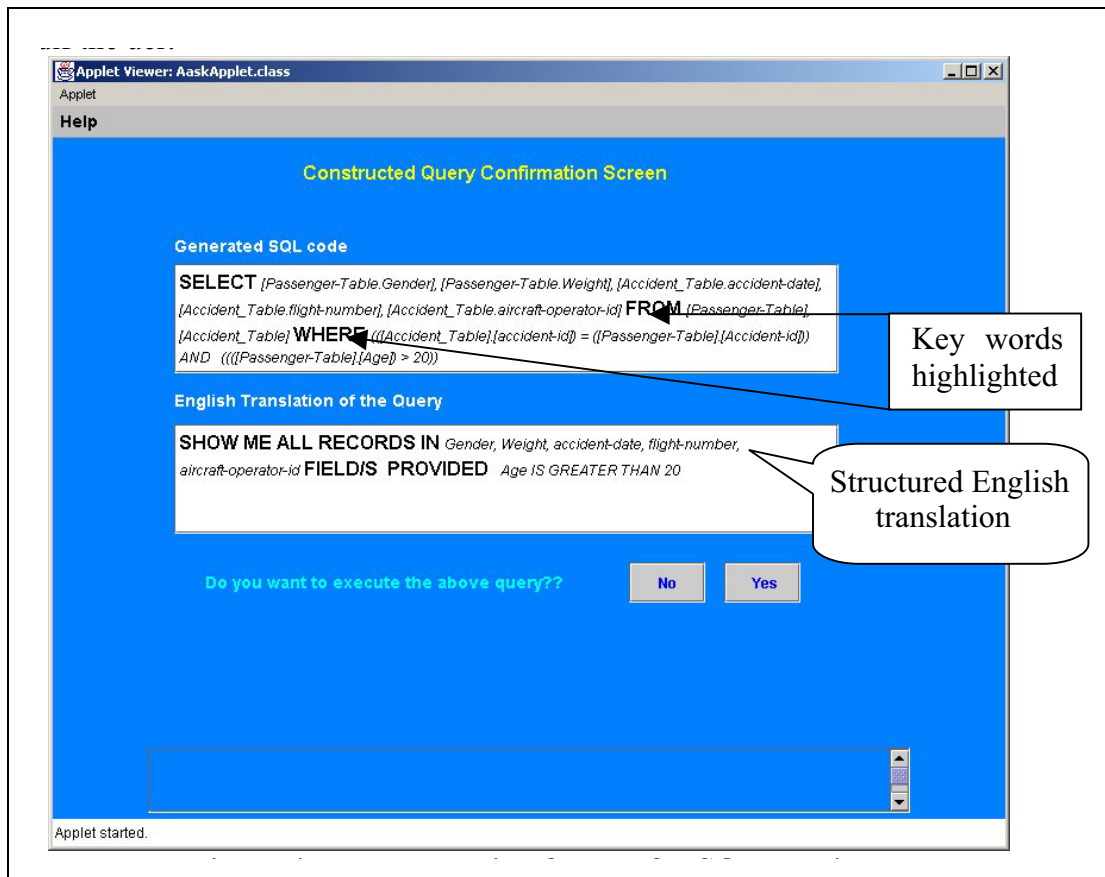 Applet Viewer: AaskApplet.class
Applet
Help
Constructed Query Confirmation Screen
Generated SQL code
SELECT [Passenger-Table.Gender], [Passenger-Table.Weight], [Accident_Table.accident-date],
[Accident_Table.flight-number], [Accident_Table.aircraft-operator-id] FROM [Passenger-Table],
[Accident_Table] WHERE (([Accident_Table].[accident-id]) = ([Passenger-Table].[Accident-id]))
AND ((([Passenger-Table].[Age]) > 20))
Key words
highlighted
English Translation of the Query
SHOW ME ALL RECORDS IN Gender, Weight, accident-date, flight-number,
aircraft-operator-id FIELD/S PROVIDED Age IS GREATER THAN 20
Structured English
translation
Do you want to execute the above query??
No
Yes
Applet started.